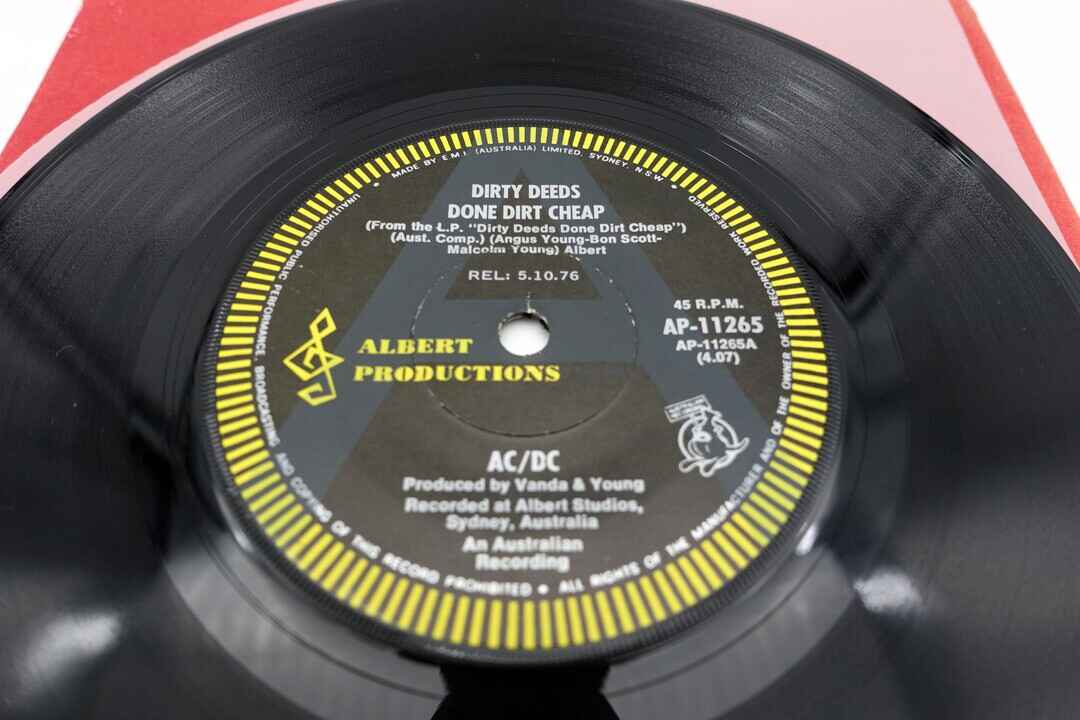 MADE BY E.M.I. (AUSTRALIA) LIMITED, SYDNEY, N.S.W.
DIRTY DEEDS
DONE DIRT CHEAP
(From the L.P. "Dirty Deeds Done Dirt Cheap")
(Aust. Comp.) (Angus Young-Bon Scott-
Malcolm Young) Albert
REL: 5.10.76
45 R.P.M.
AP-11265
AP-11265A
(4.07)
ALBERT
PRODUCTIONS
AC/DC
Produced by Vanda & Young
Recorded at Albert Studios,
Sydney, Australia
An Australian
Recording
UNAUTHORISED PUBLIC PERFORMANCE, BROADCASTING AND COPYING OF THIS RECORD PROHIBITED • ALL RIGHTS OF THE MANUFACTURER AND OF THE OWNER OF THE RECORDED WORK RESERVED